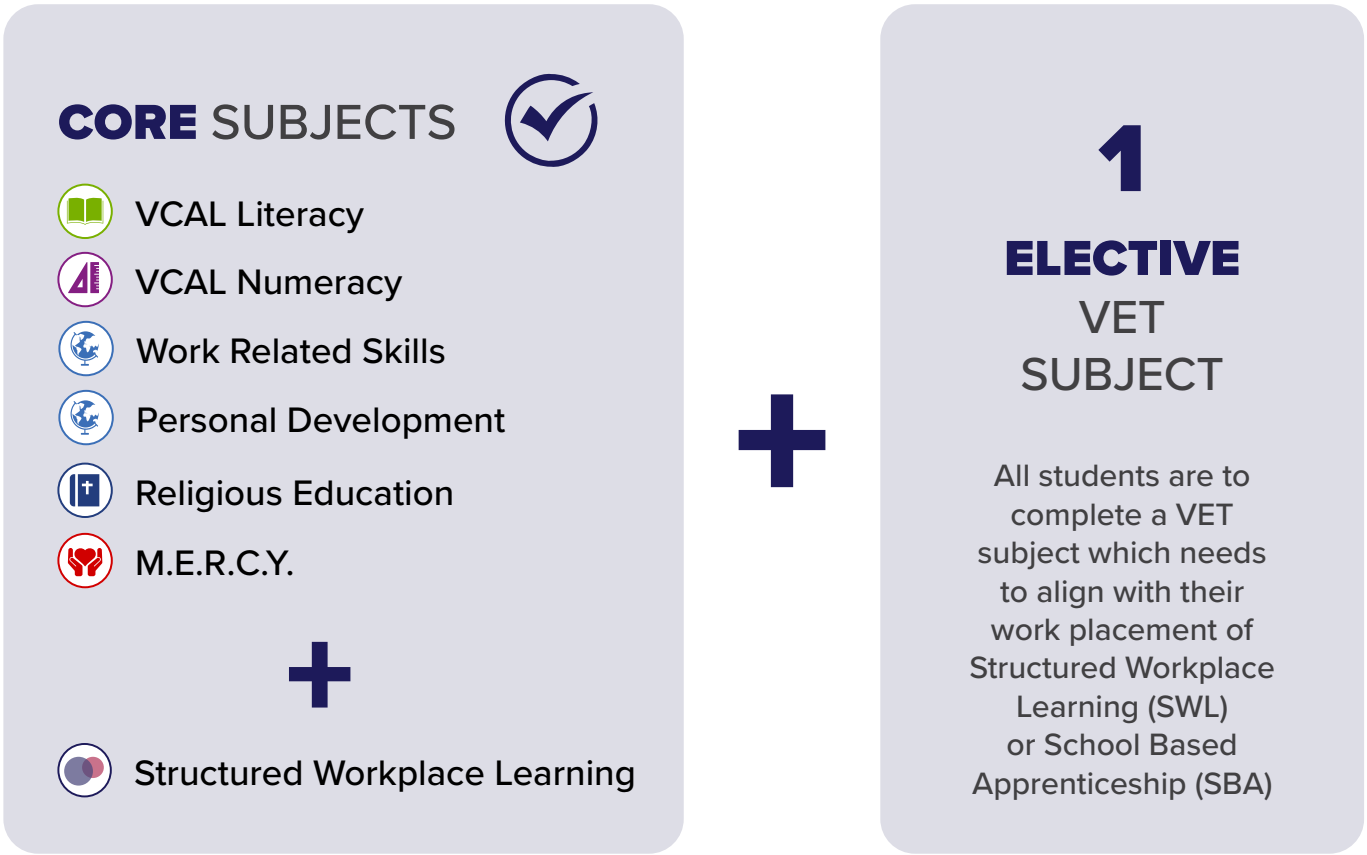 CORE SUBJECTS
VCAL Literacy
VCAL Numeracy
Work Related Skills
Personal Development
Religious Education
M.E.R.C.Y.
+
Structured Workplace Learning
+
1
ELECTIVE
VET
SUBJECT
All students are to
complete a VET
subject which needs
to align with their
work placement of
Structured Workplace
Learning (SWL)
or School Based
Apprenticeship (SBA)